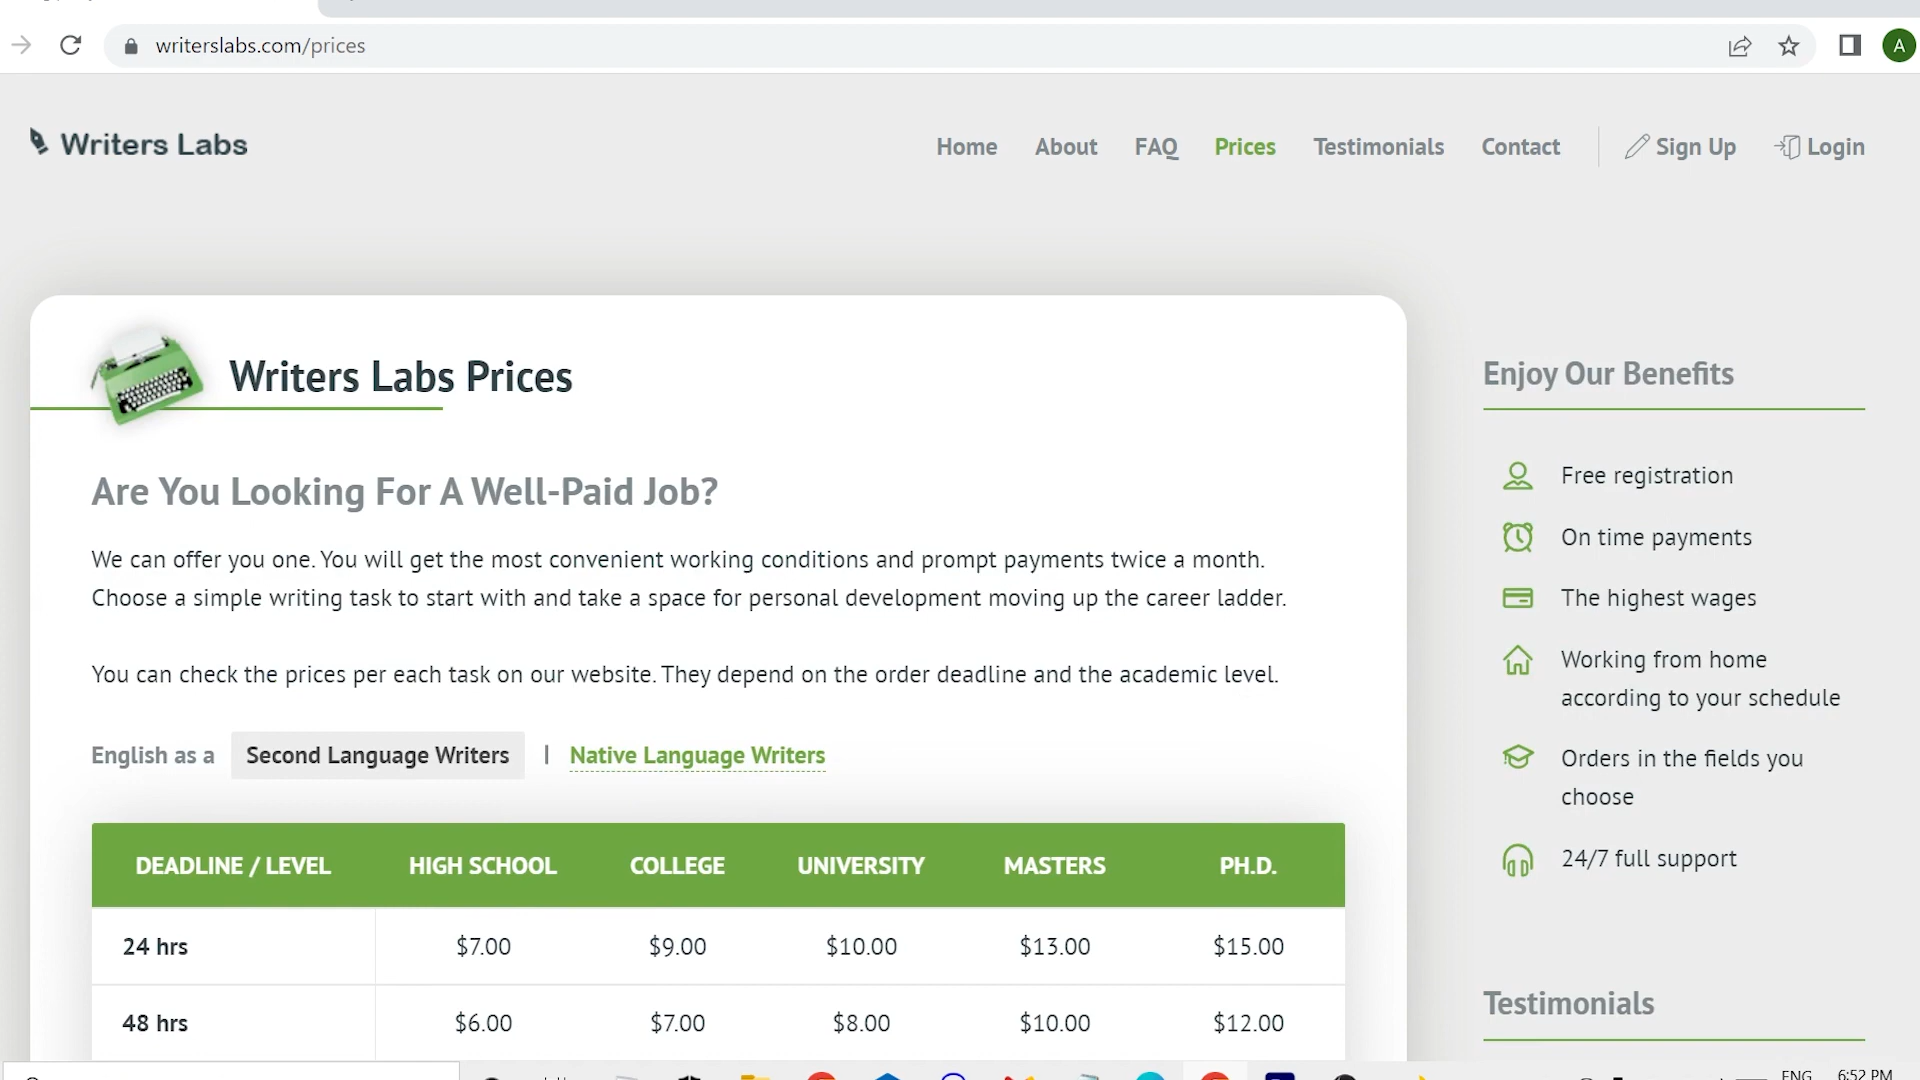 writerslabs.com/prices
A
Writers Labs
Home About FAQ Prices Testimonials Contact Sign Up Login
Writers Labs Prices
Are You Looking For A Well-Paid Job?
We can offer you one. You will get the most convenient working conditions and prompt payments twice a month.
Choose a simple writing task to start with and take a space for personal development moving up the career ladder.
You can check the prices per each task on our website. They depend on the order deadline and the academic level.
English as a Second Language Writers | Native Language Writers
DEADLINE / LEVEL HIGH SCHOOL COLLEGE UNIVERSITY MASTERS PH.D.
24 hrs $7.00 $9.00 $10.00 $13.00 $15.00
48 hrs $6.00 $7.00 $8.00 $10.00 $12.00
Enjoy Our Benefits
Free registration
On time payments
The highest wages
Working from home
according to your schedule
Orders in the fields you
choose
24/7 full support
Testimonials
ENG 6:52 PM